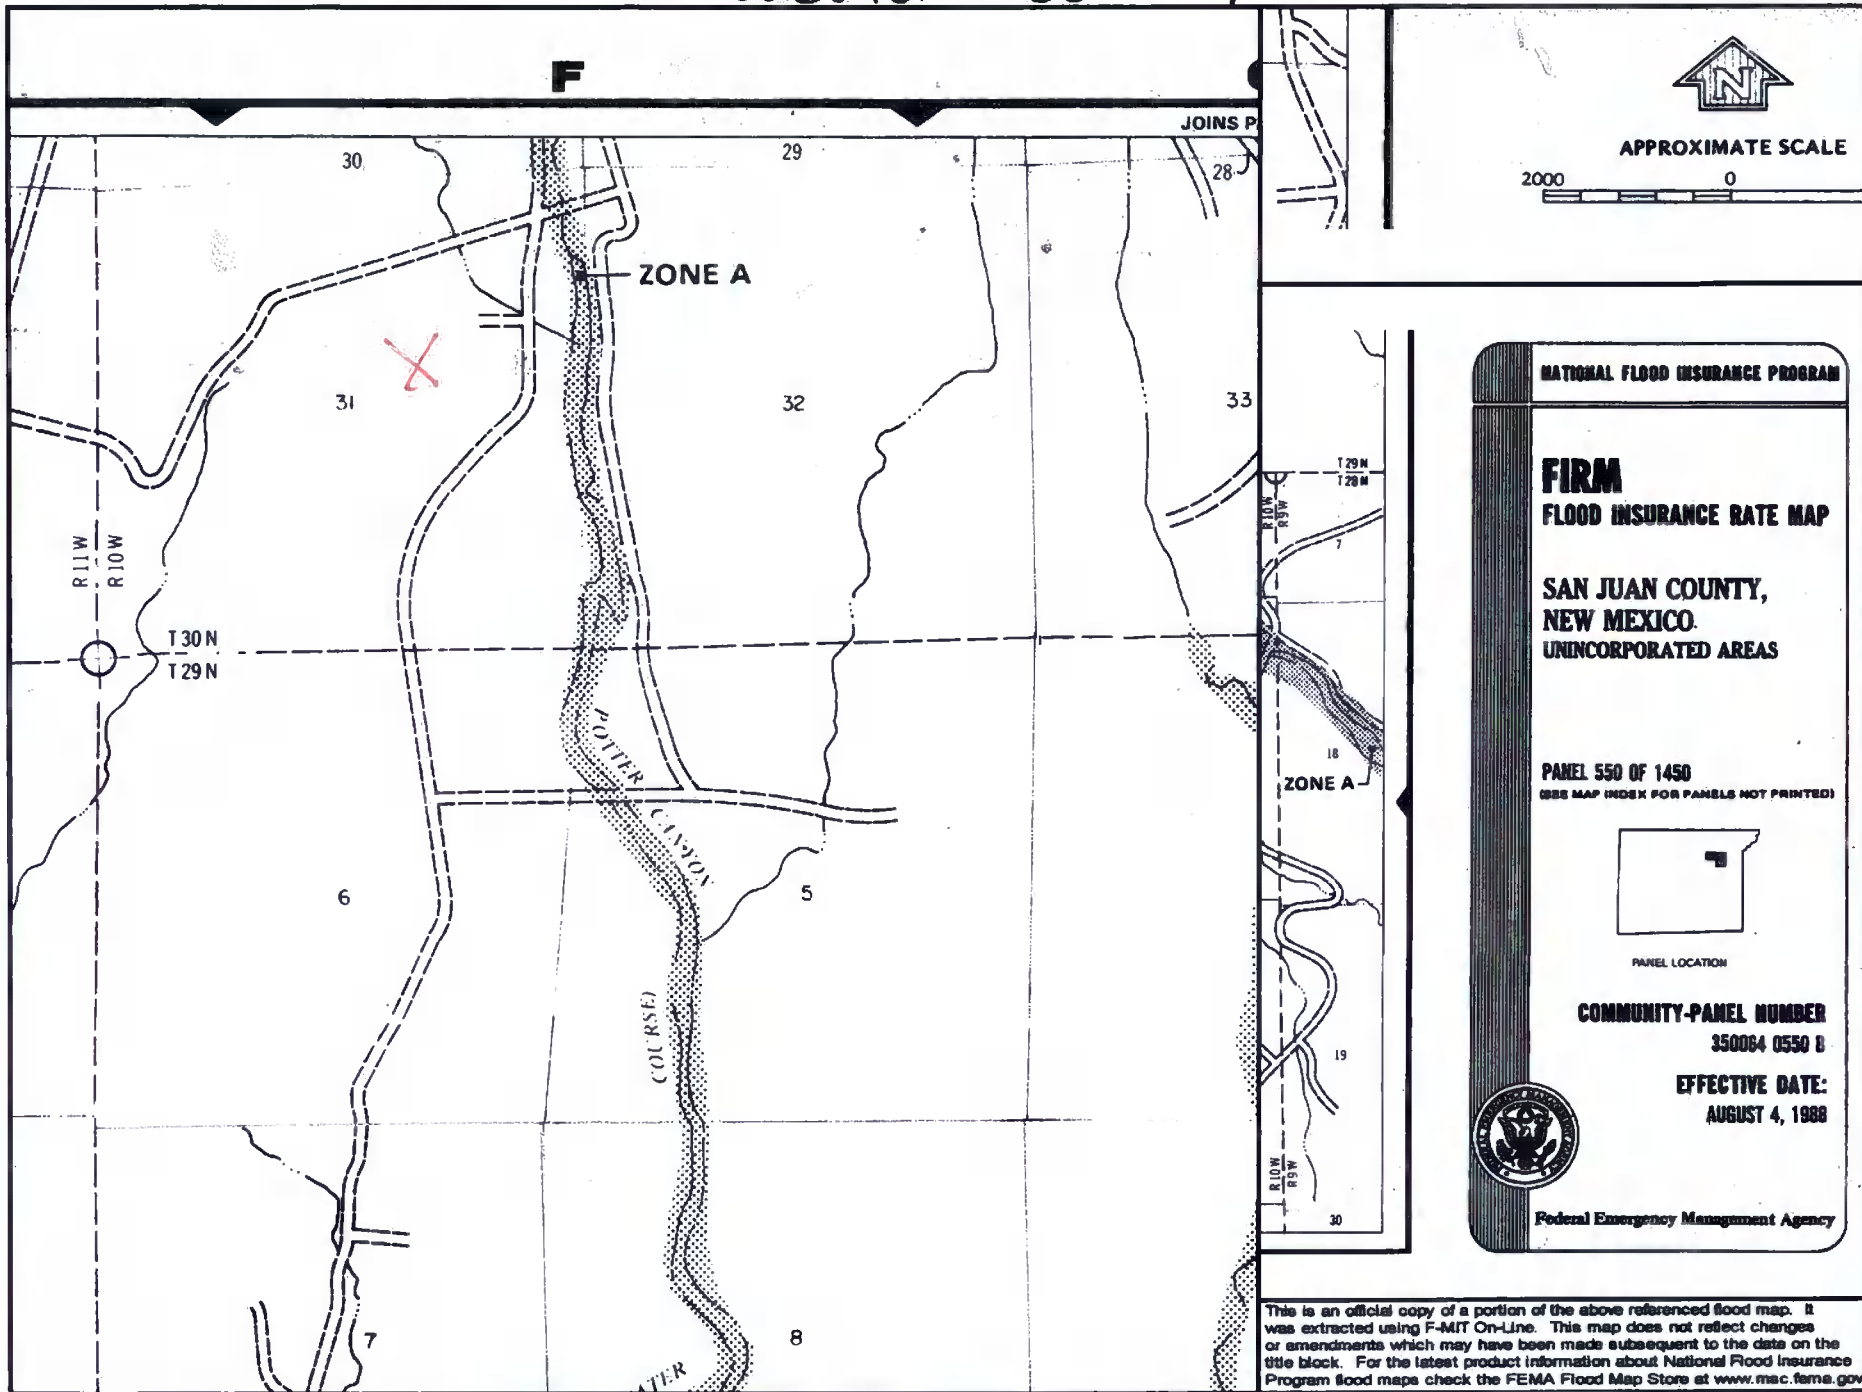 F
JOINS P
30
29
28
ZONE A
31
32
33
R11W
R10W
T30N
T29N
POTTER
CANYON
6
5
COURSE)
7
8
ATER
T29N
T28N
R10W
R9W
7
18
ZONE A
19
R10W
R9W
30
N
APPROXIMATE SCALE
2000 0
NATIONAL FLOOD INSURANCE PROGRAM
FIRM
FLOOD INSURANCE RATE MAP
SAN JUAN COUNTY,
NEW MEXICO
UNINCORPORATED AREAS
PANEL 550 OF 1450
(SEE MAP INDEX FOR PANELS NOT PRINTED)
PANEL LOCATION
COMMUNITY-PANEL NUMBER
350064 0550 B
EFFECTIVE DATE:
AUGUST 4, 1988
Federal Emergency Management Agency
This is an official copy of a portion of the above referenced flood map. It
was extracted using F-MIT On-Line. This map does not reflect changes
or amendments which may have been made subsequent to the date on the
title block. For the latest product information about National Flood Insurance
Program flood maps check the FEMA Flood Map Store at www.msc.fema.gov